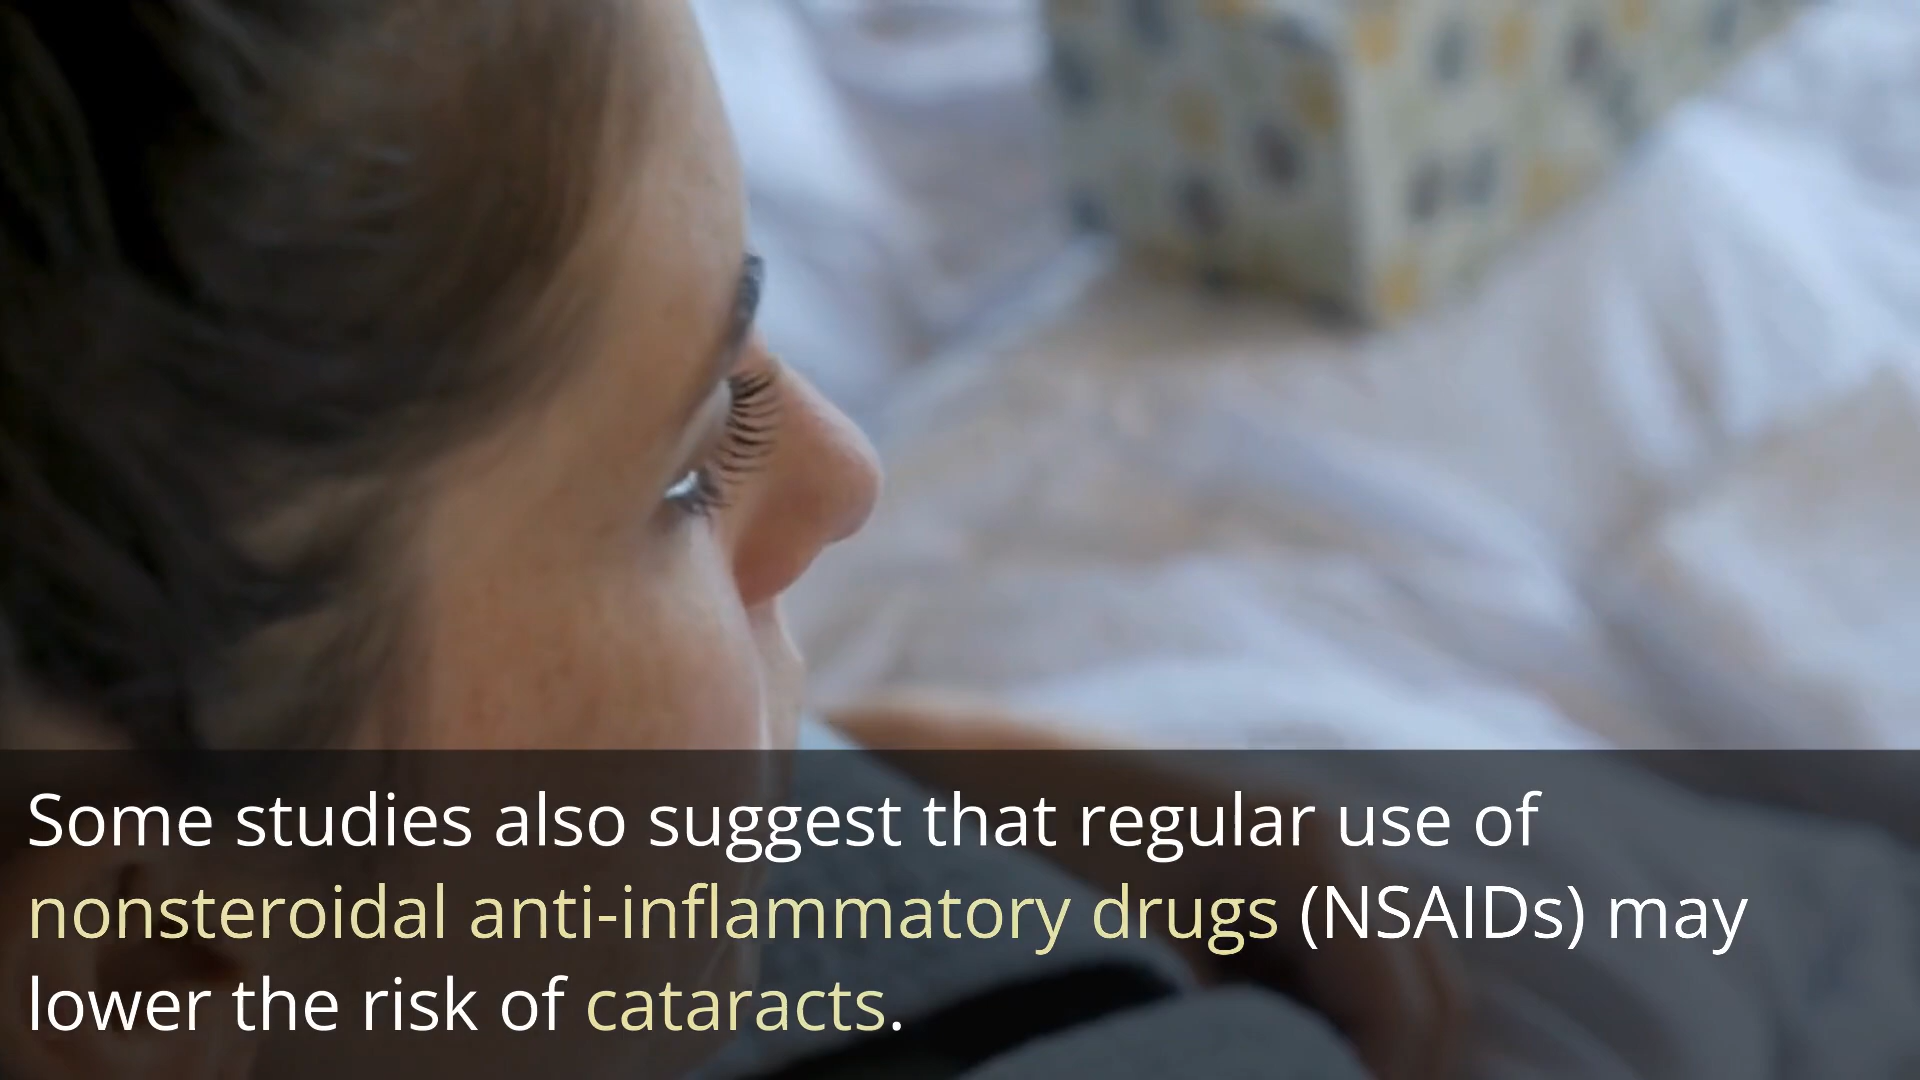 Some studies also suggest that regular use of
nonsteroidal anti-inflammatory drugs (NSAIDs) may
lower the risk of cataracts.